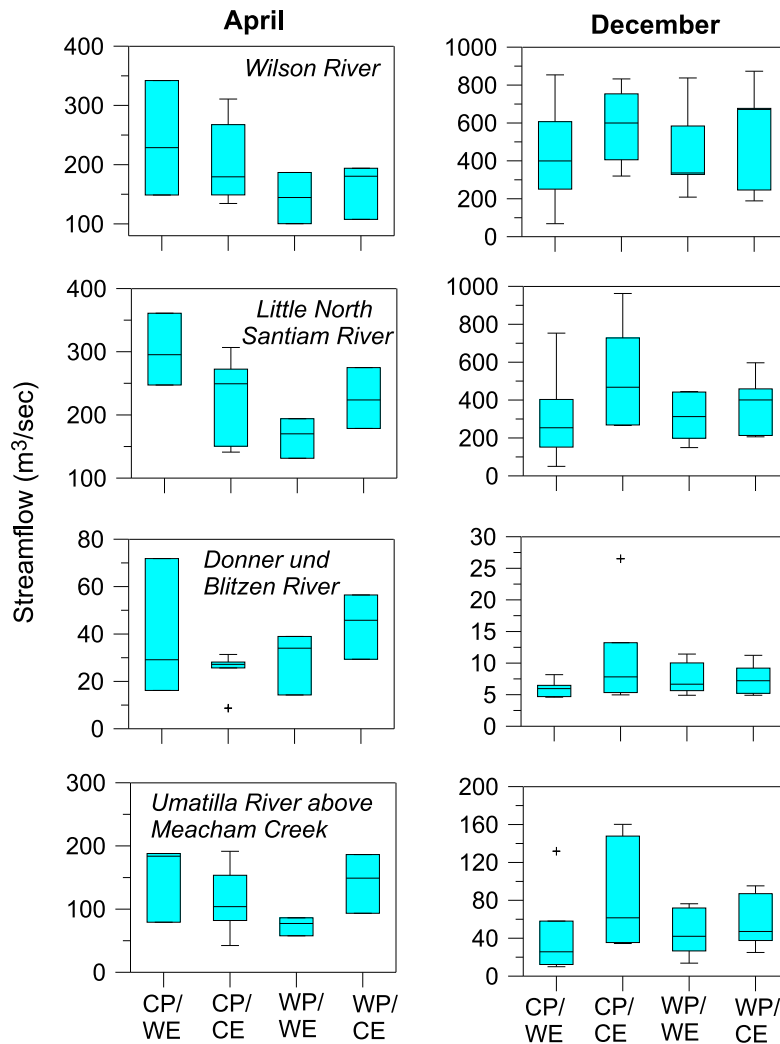 April
December
400
300
200
100
Wilson River
1000
800
600
400
200
0
400
300
200
100
Little North
Santiam River
1000
800
600
400
200
0
Streamflow (m³/sec)
80
60
40
20
0
Donner und
Blitzen River
30
25
20
15
10
5
0
300
200
100
0
Umatilla River above
Meacham Creek
200
160
120
80
40
0
CP/
WE
CP/
CE
WP/
WE
WP/
CE
CP/
WE
CP/
CE
WP/
WE
WP/
CE